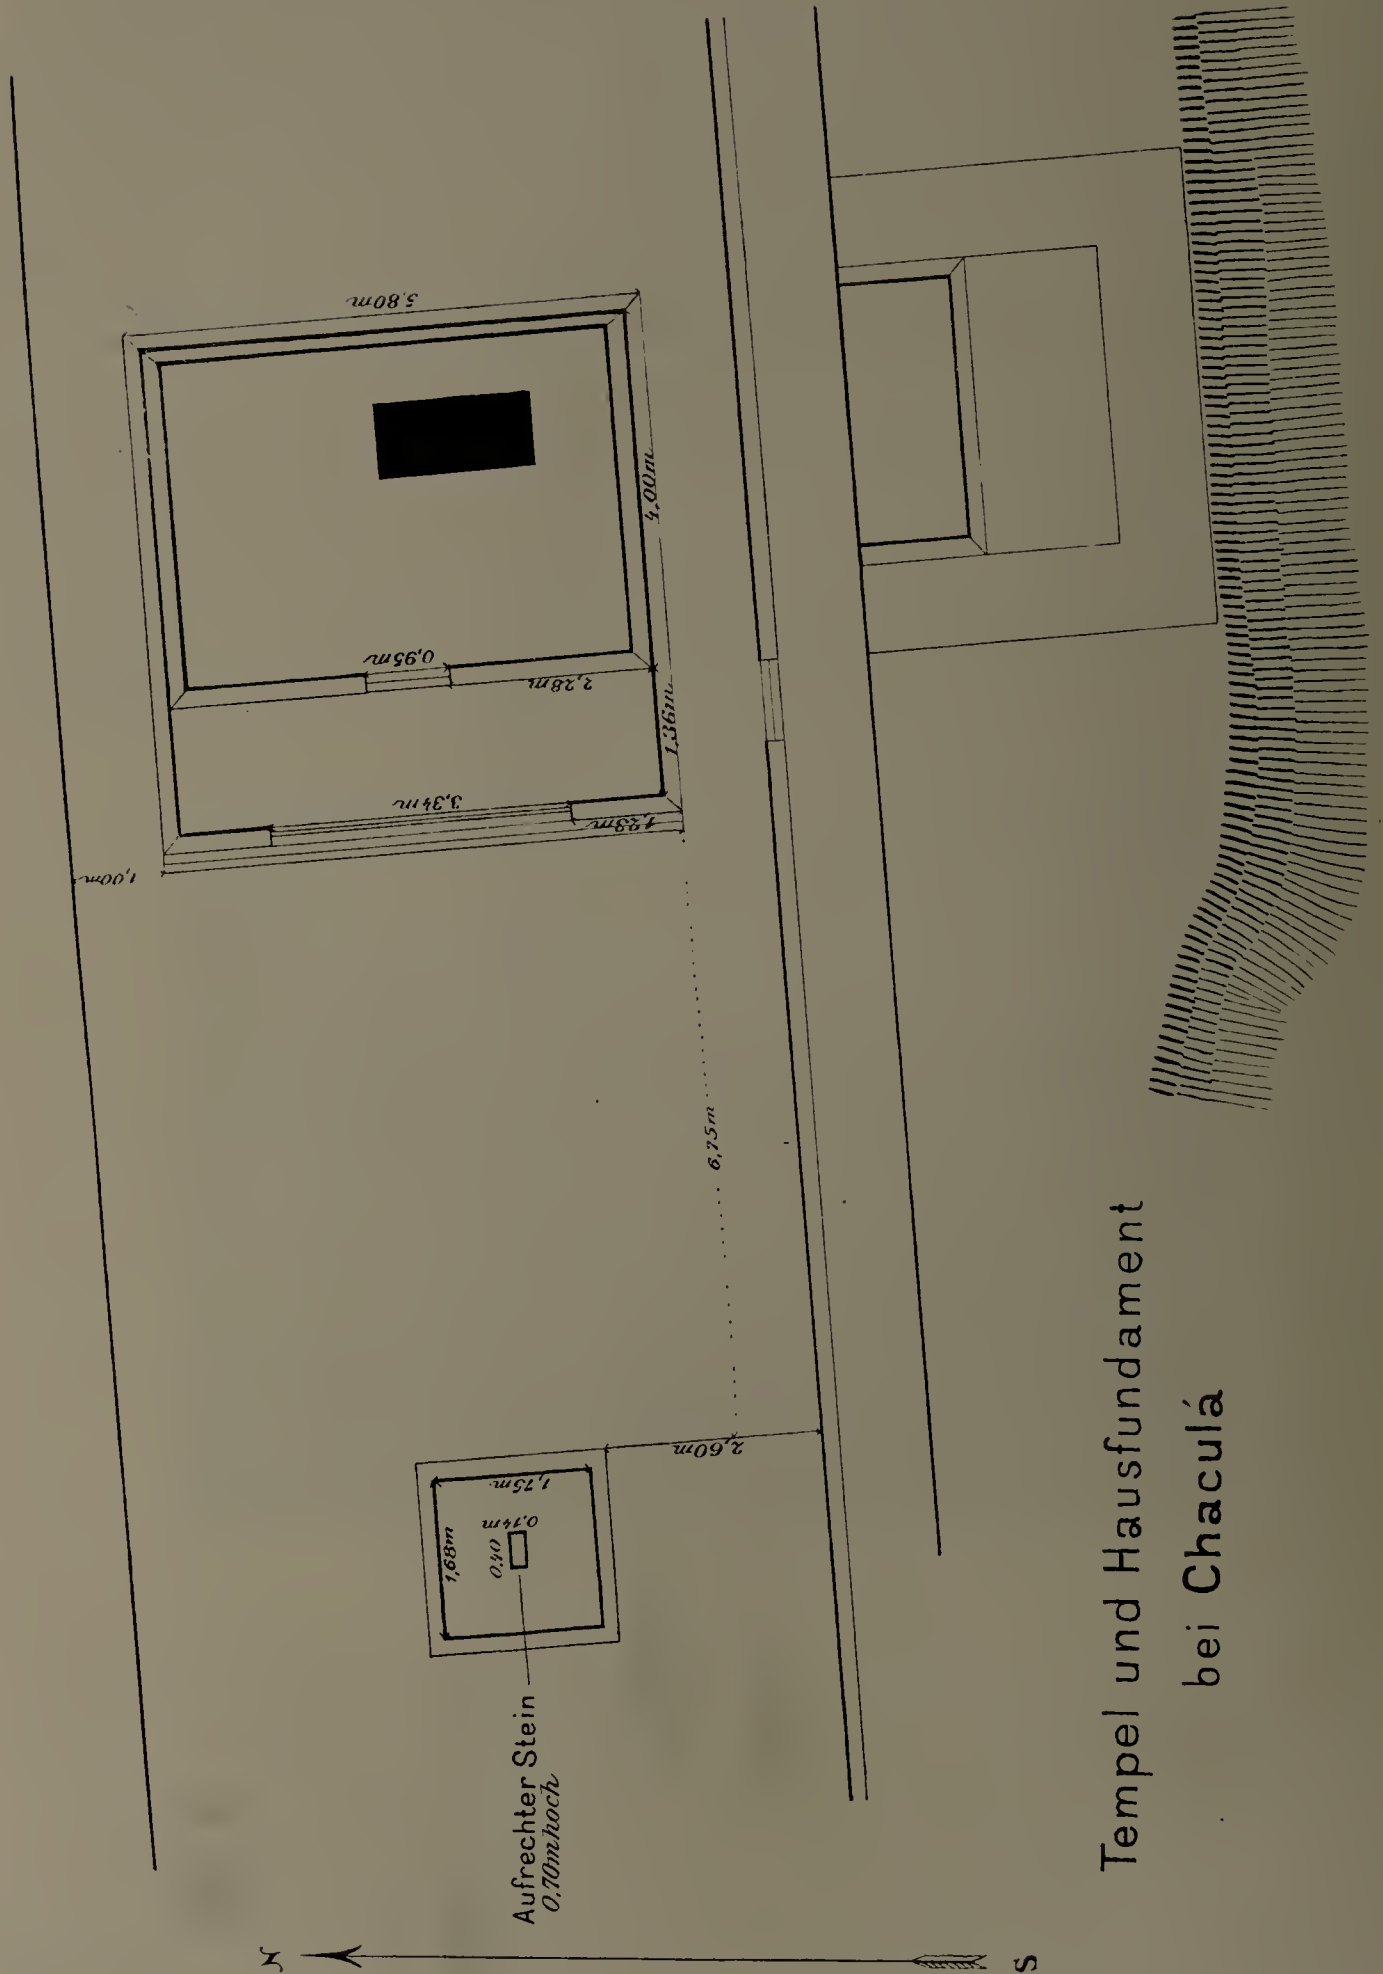 5,80m
4,00m
0,95m
2,28m
1,36m
3,34m
1,23m
1,00m
6,75m
2,60m
1,75m
1,68m
0,14m
0,40
Aufrechter Stein
0,70m hoch
N
S
Tempel und Hausfundament
bei Chaculá